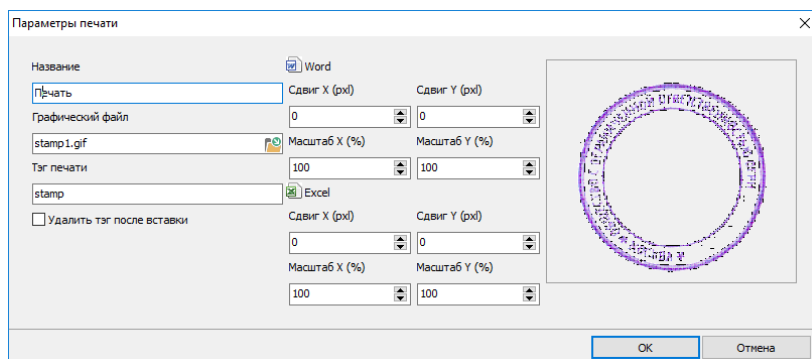 Параметры печати
Название
Печать
Графический файл
stamp1.gif
Тэг печати
stamp
Удалить тэг после вставки
Word
Сдвиг X (pxl) Сдвиг Y (pxl)
0 0
Масштаб X (%) Масштаб Y (%)
100 100
Excel
Сдвиг X (pxl) Сдвиг Y (pxl)
0 0
Масштаб X (%) Масштаб Y (%)
100 100
OK Отмена